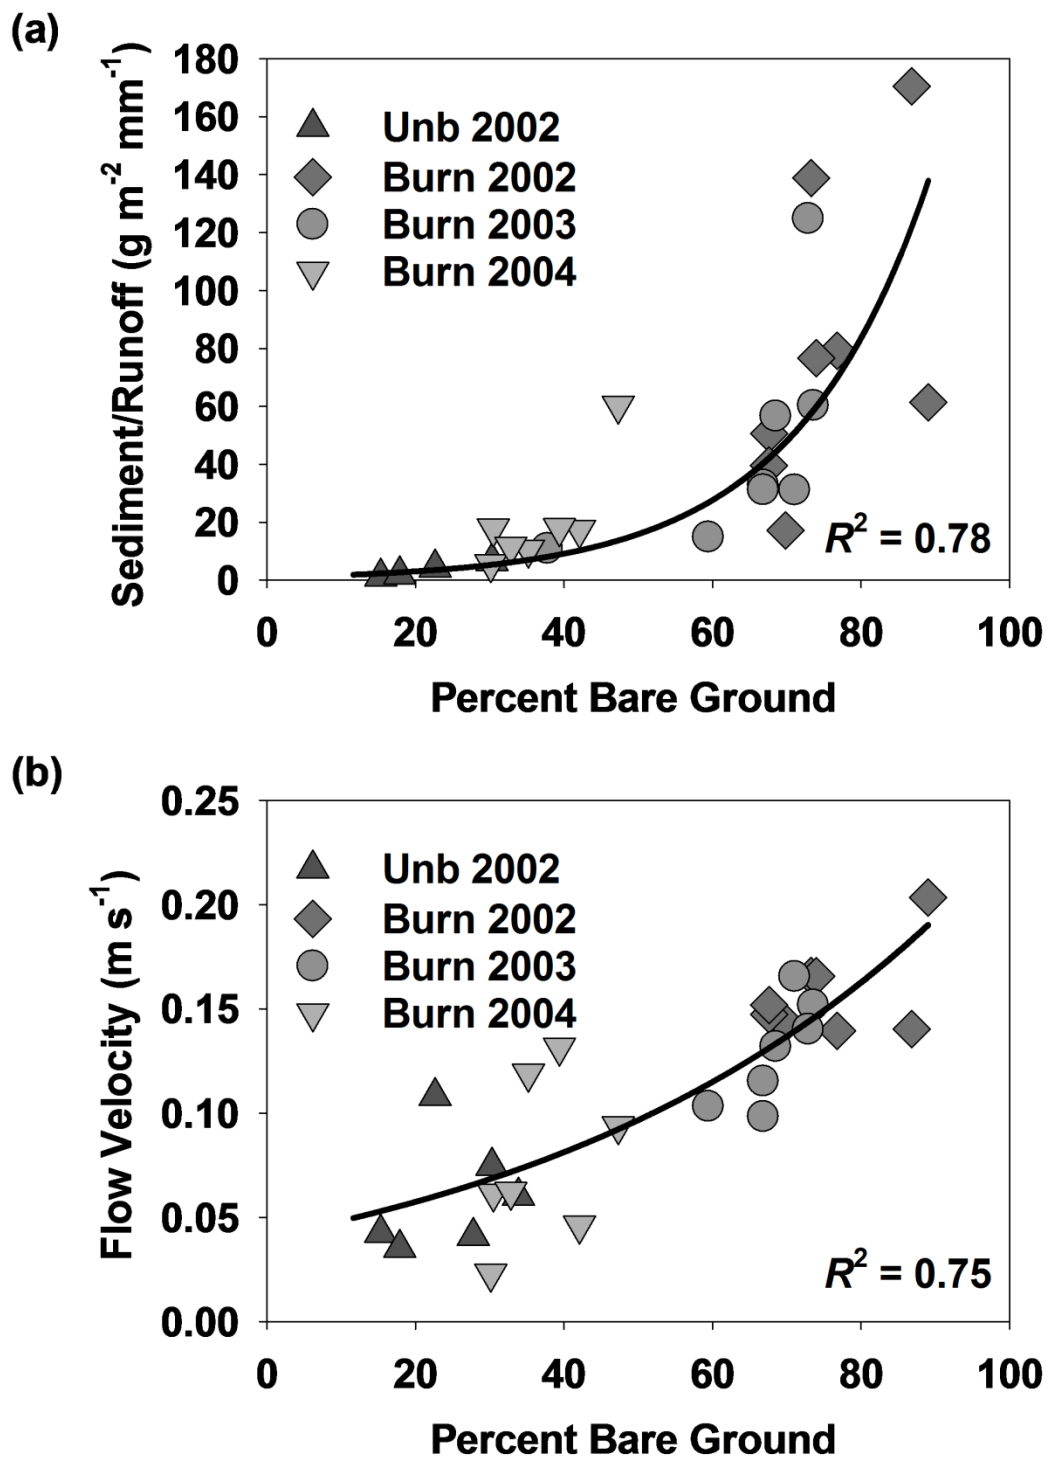 (a)
Sediment/Runoff (g m-2 mm-1)
180
160
140
120
100
80
60
40
20
0
Unb 2002
Burn 2002
Burn 2003
Burn 2004
R2 = 0.78
0 20 40 60 80 100
Percent Bare Ground
(b)
Flow Velocity (m s-1)
0.25
0.20
0.15
0.10
0.05
0.00
Unb 2002
Burn 2002
Burn 2003
Burn 2004
R2 = 0.75
0 20 40 60 80 100
Percent Bare Ground